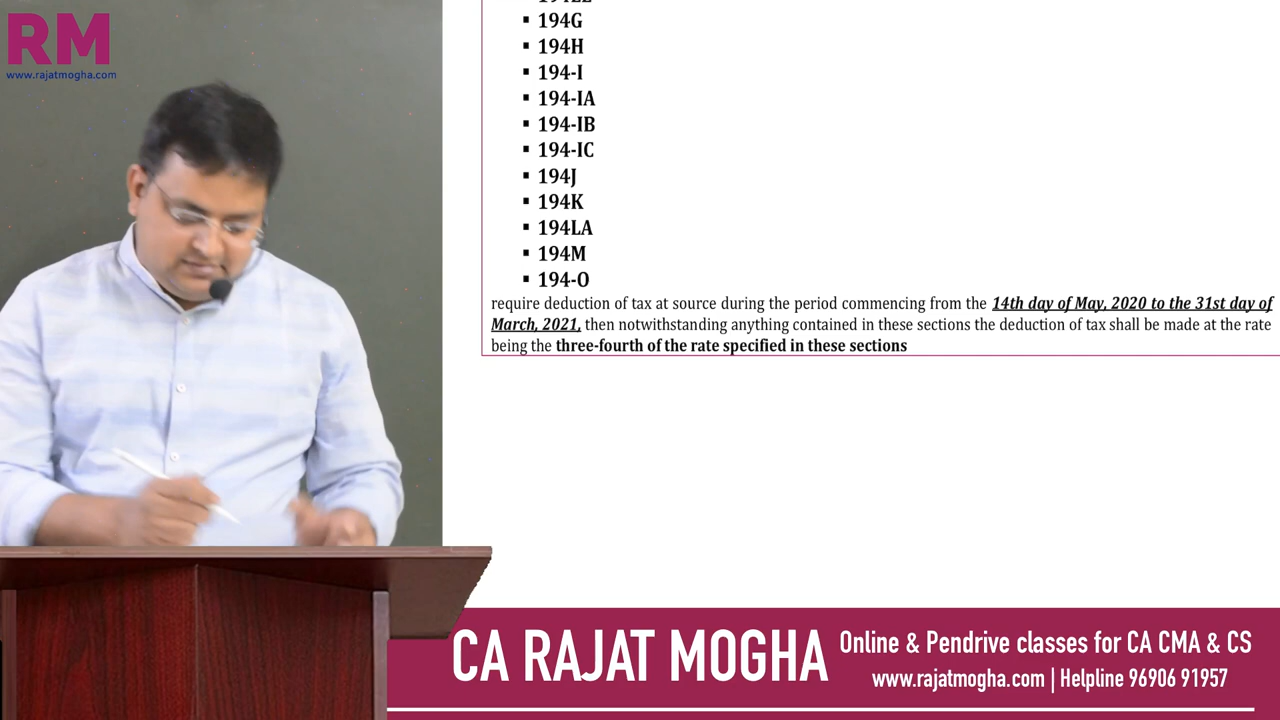 RM
www.rajatmogha.com
194G
194H
194-I
194-IA
194-IB
194-IC
194J
194K
194LA
194M
194-O
require deduction of tax at source during the period commencing from the 14th day of May, 2020 to the 31st day of
March, 2021, then notwithstanding anything contained in these sections the deduction of tax shall be made at the rate
being the three-fourth of the rate specified in these sections
CA RAJAT MOGHA
Online & Pendrive classes for CA CMA & CS
www.rajatmogha.com | Helpline 96906 91957